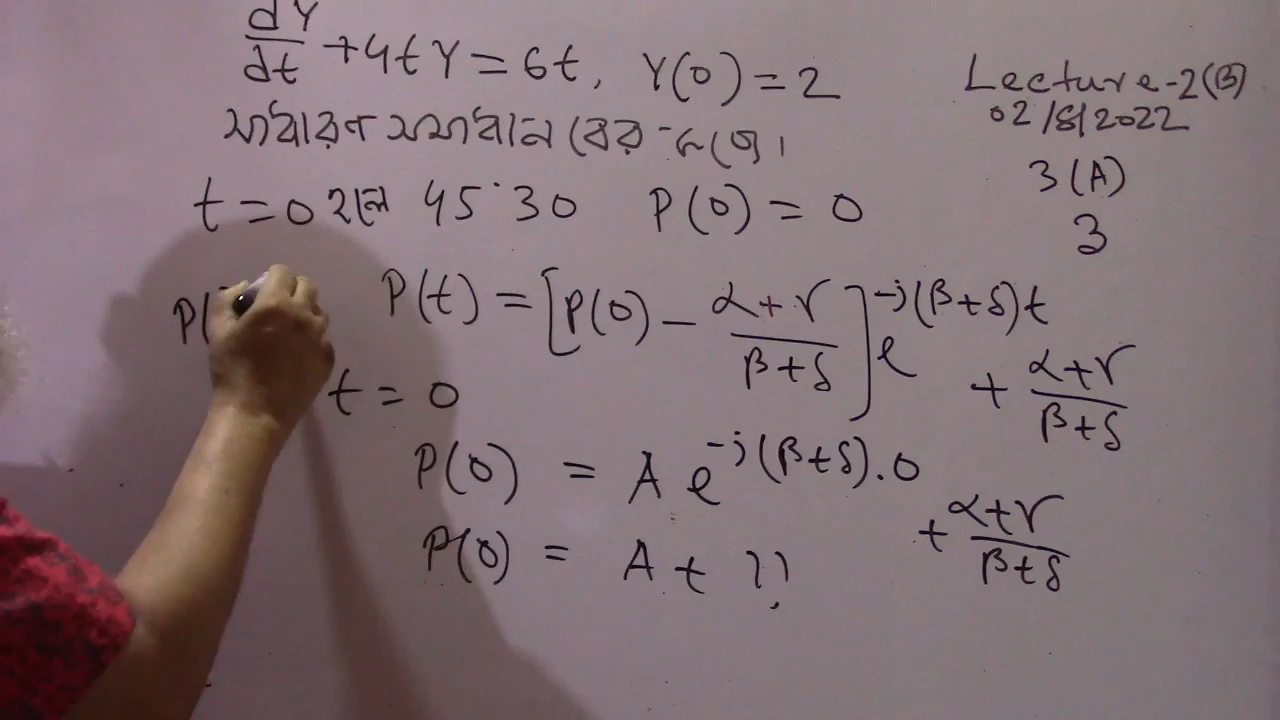 dY/dt + 4tY = 6t, Y(0) = 2
Lecture-2(B)
02/8/2022
সাধারণ সমাধান বের
3(A)
t = 0 হলে 45·30 P(0) = 0
3
P(
P(t) = [P(0) - (α+γ)/(β+δ)] e^{-j(β+δ)t} + (α+γ)/(β+δ)
t = 0
P(0) = A e^{-j(β+δ).0} + (α+γ)/(β+δ)
P(0) = A + ,,